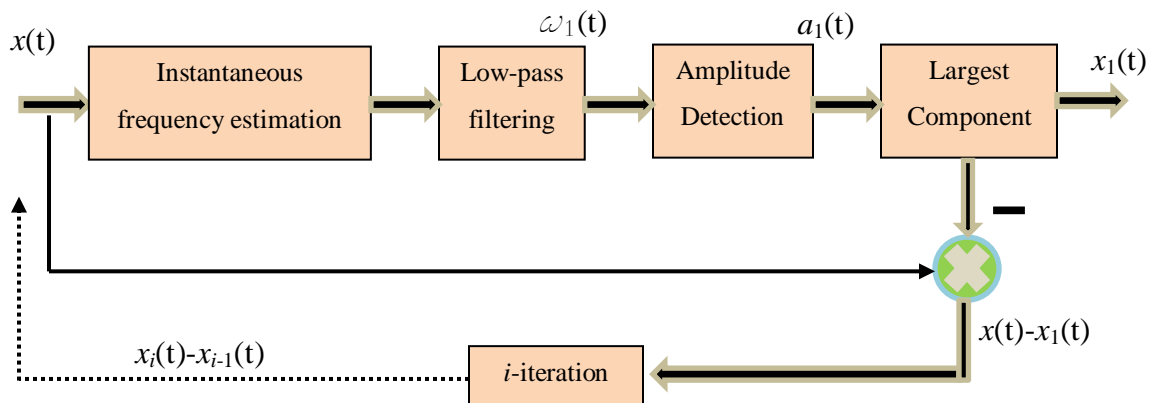 x(t)
Instantaneous
frequency estimation
Low-pass
filtering
ω1(t)
Amplitude
Detection
a1(t)
Largest
Component
x1(t)
x(t)-x1(t)
i-iteration
xi(t)-xi-1(t)